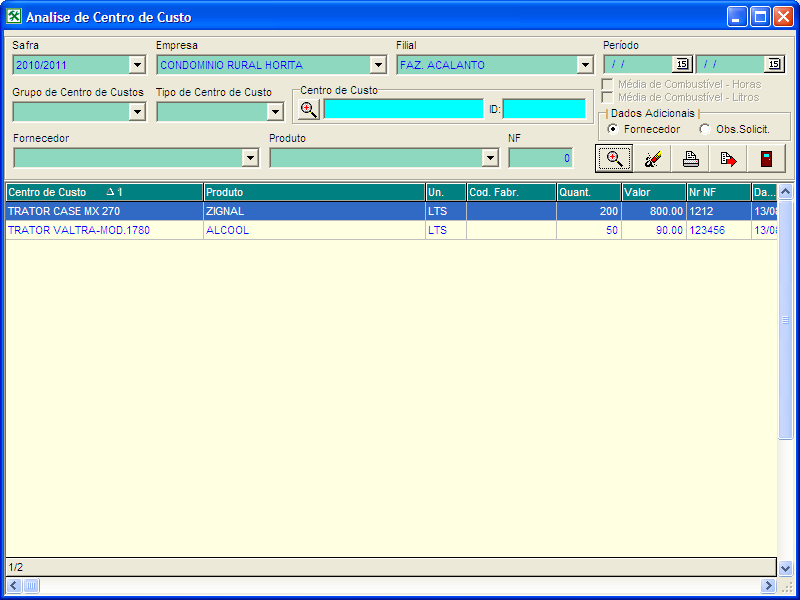 Analise de Centro de Custo
Safra Empresa Filial Período
2010/2011 CONDOMINIO RURAL HORITA FAZ. ACALANTO / / 15 / / 15
Média de Combustível - Horas
Média de Combustível - Litros
Grupo de Centro de Custos Tipo de Centro de Custo Centro de Custo
ID:
Dados Adicionais
Fornecedor Obs.Solicit.
Fornecedor Produto NF
0
Centro de Custo 1 Produto Un. Cod. Fabr. Quant. Valor Nr NF Da...
TRATOR CASE MX 270 ZIGNAL LTS 200 800.00 1212 13/0
TRATOR VALTRA-MOD.1780 ALCOOL LTS 50 90.00 123456 13/0
1/2